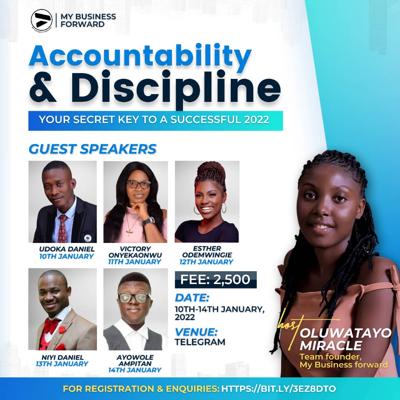 MY BUSINESS
FORWARD
Accountability
& Discipline
YOUR SECRET KEY TO A SUCCESSFUL 2022
GUEST SPEAKERS
UDOKA DANIEL
10TH JANUARY
VICTORY
ONYEKAONWU
11TH JANUARY
ESTHER
ODEMWINGIE
12TH JANUARY
NIYI DANIEL
13TH JANUARY
AYOWOLE
AMPITAN
14TH JANUARY
FEE: 2,500
DATE:
10TH-14TH JANUARY,
2022
VENUE:
TELEGRAM
host
OLUWATAYO
MIRACLE
Team founder,
My Business forward
FOR REGISTRATION & ENQUIRIES: HTTPS://BIT.LY/3EZ8DTO